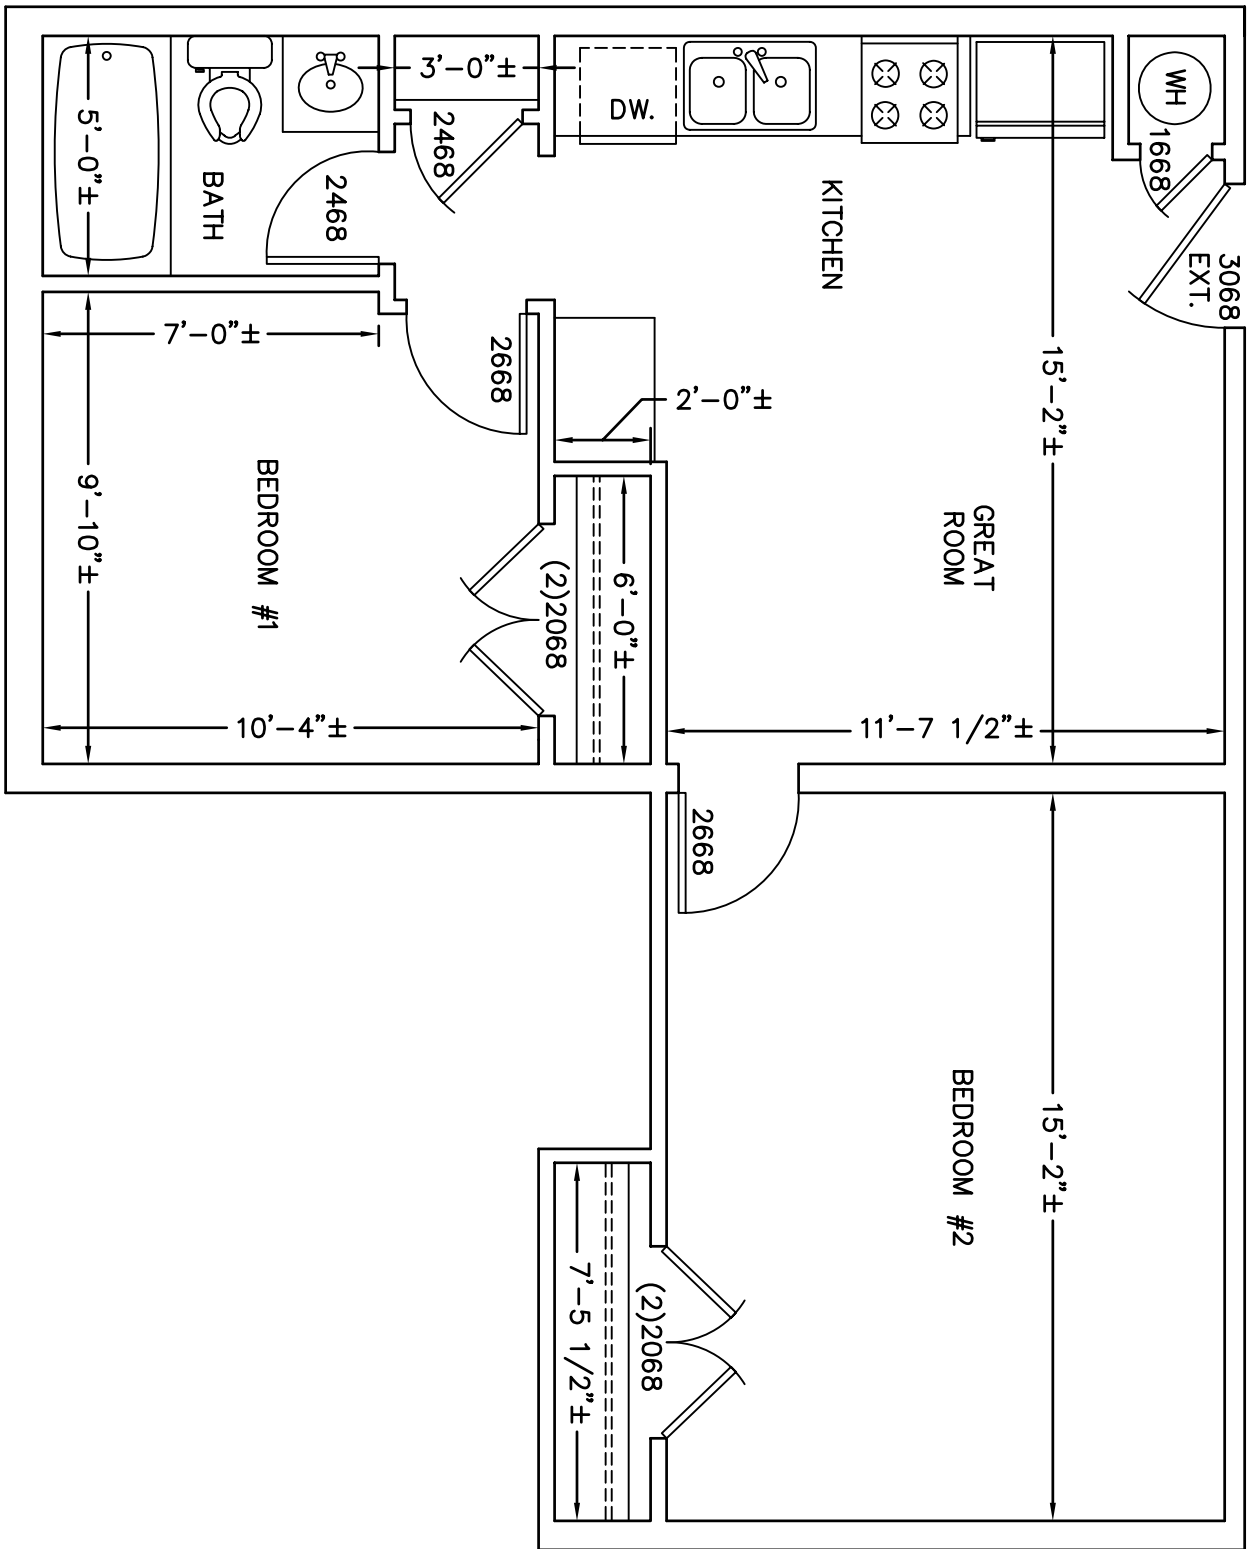 3'-0"±
DW.
WH
1668
3068
EXT.
5'-0"±
BATH
2468
2468
KITCHEN
7'-0"±
2668
2'-0"±
15'-2"±
9'-10"±
BEDROOM #1
(2)2068
6'-0"±
GREAT
ROOM
10'-4"±
11'-7 1/2"±
2668
BEDROOM #2
15'-2"±
7'-5 1/2"±
(2)2068